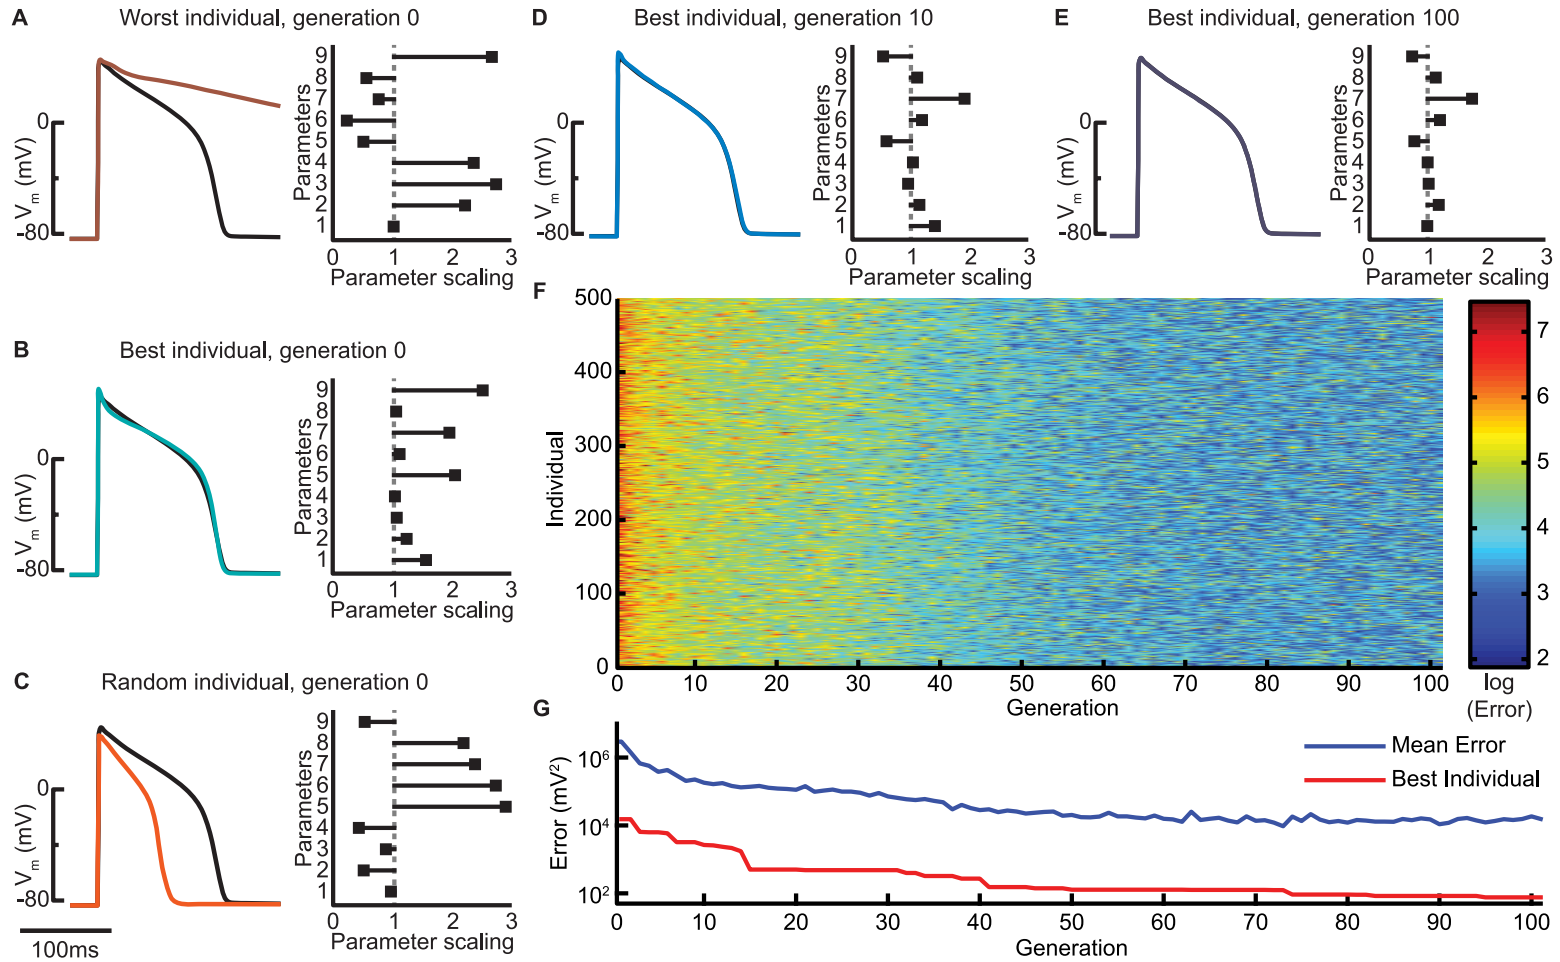 A Worst individual, generation 0
0
-80
Vm (mV)
Parameters
9
8
7
6
5
4
3
2
1
0 1 2 3
Parameter scaling
B Best individual, generation 0
0
-80
Vm (mV)
Parameters
9
8
7
6
5
4
3
2
1
0 1 2 3
Parameter scaling
C Random individual, generation 0
0
-80
Vm (mV)
100ms
Parameters
9
8
7
6
5
4
3
2
1
0 1 2 3
Parameter scaling
D Best individual, generation 10
0
-80
Vm (mV)
Parameters
9
8
7
6
5
4
3
2
1
0 1 2 3
Parameter scaling
E Best individual, generation 100
0
-80
Vm (mV)
Parameters
9
8
7
6
5
4
3
2
1
0 1 2 3
Parameter scaling
F
Individual
500
400
300
200
100
0
0 10 20 30 40 50 60 70 80 90 100
Generation
7
6
5
4
3
2
log
(Error)
G
Error (mV²)
10⁶
10⁴
10²
Mean Error
Best Individual
0 10 20 30 40 50 60 70 80 90 100
Generation